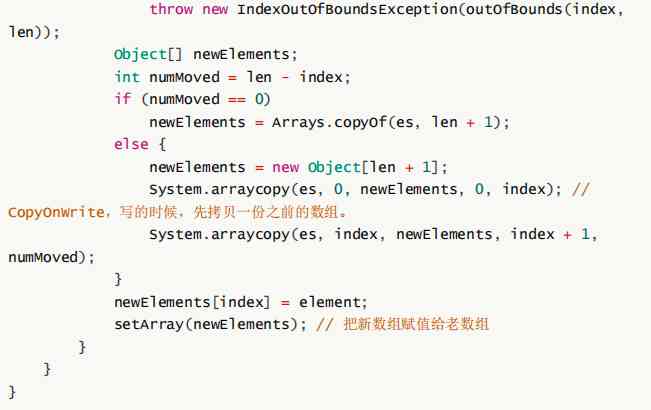 throw new IndexOutOfBoundsException(outOfBounds(index,
len));
Object[] newElements;
int numMoved = len - index;
if (numMoved == 0)
newElements = Arrays.copyOf(es, len + 1);
else {
newElements = new Object[len + 1];
System.arraycopy(es, 0, newElements, 0, index); //
CopyOnWrite，写的时候，先拷贝一份之前的数组。
System.arraycopy(es, index, newElements, index + 1,
numMoved);
}
newElements[index] = element;
setArray(newElements); // 把新数组赋值给老数组
}
}
}